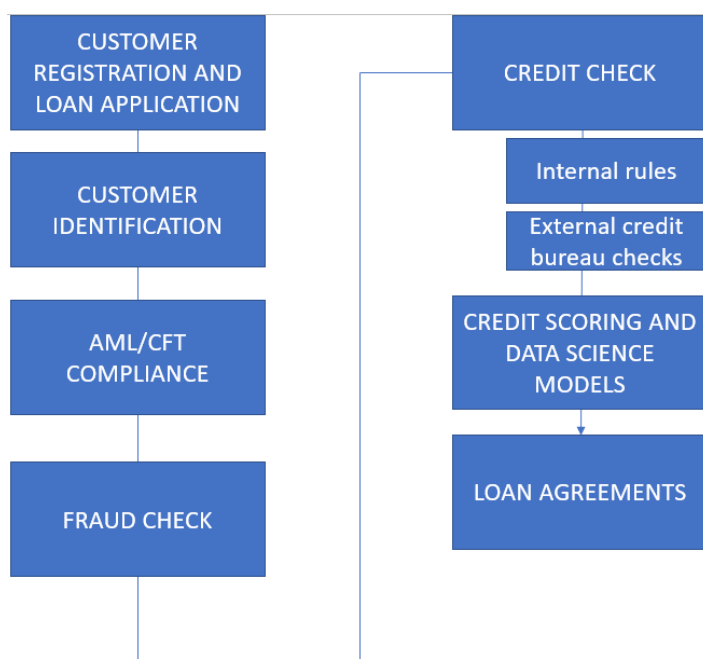 CUSTOMER
REGISTRATION AND
LOAN APPLICATION
CUSTOMER
IDENTIFICATION
AML/CFT
COMPLIANCE
FRAUD CHECK
CREDIT CHECK
Internal rules
External credit
bureau checks
CREDIT SCORING AND
DATA SCIENCE
MODELS
LOAN AGREEMENTS